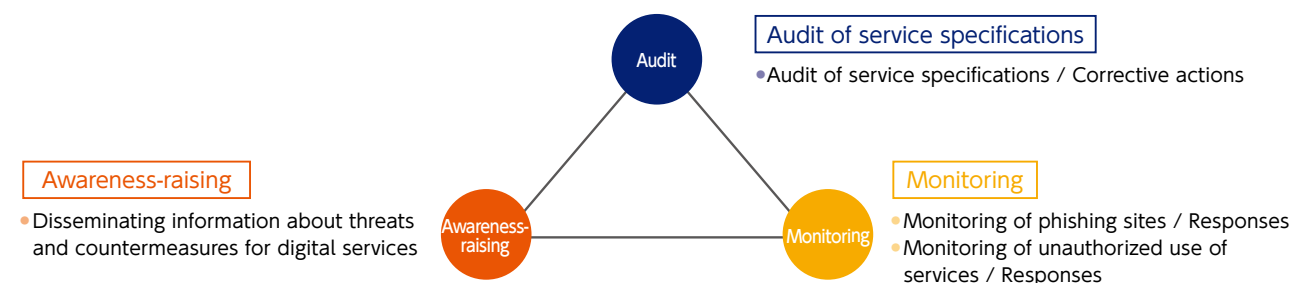 Audit of service specifications
•Audit of service specifications / Corrective actions
Audit
Awareness-raising
•Disseminating information about threats
and countermeasures for digital services
Awareness-
raising
Monitoring
Monitoring
•Monitoring of phishing sites / Responses
•Monitoring of unauthorized use of
services / Responses